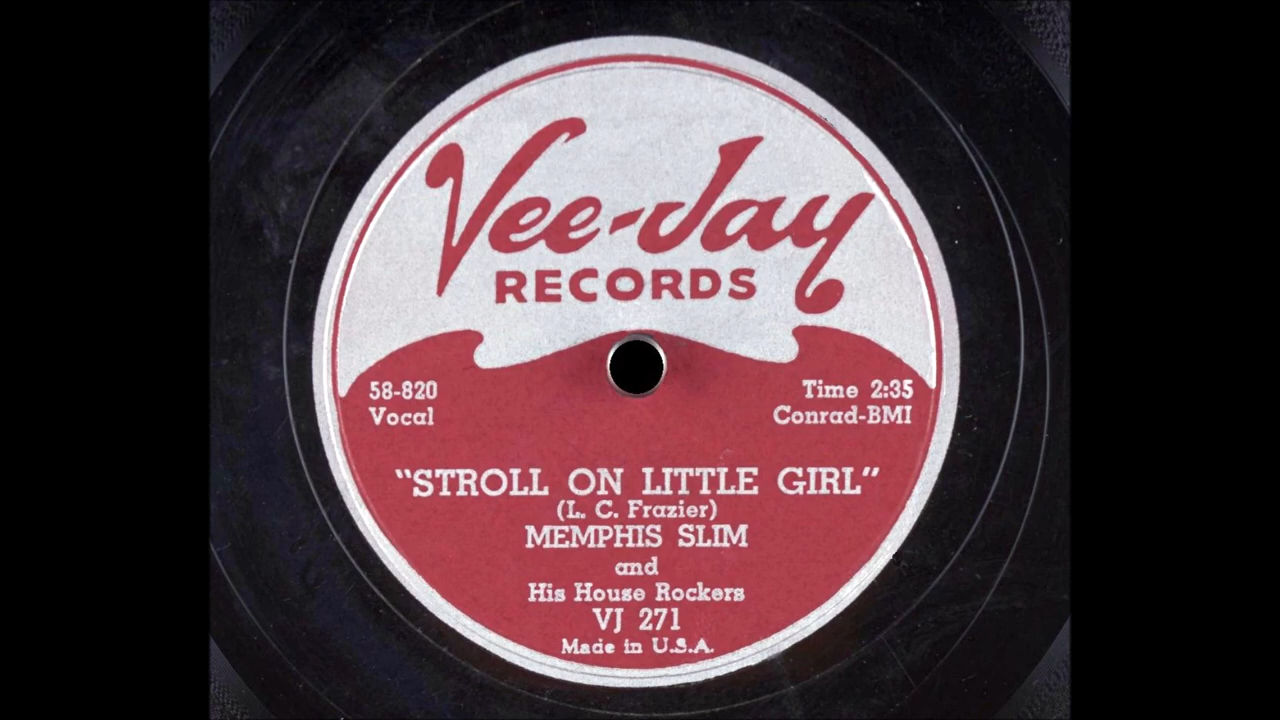 Vee-Jay
RECORDS
58-820
Vocal
Time 2:35
Conrad-BMI
"STROLL ON LITTLE GIRL"
(L. C. Frazier)
MEMPHIS SLIM
and
His House Rockers
VJ 271
Made in U.S.A.